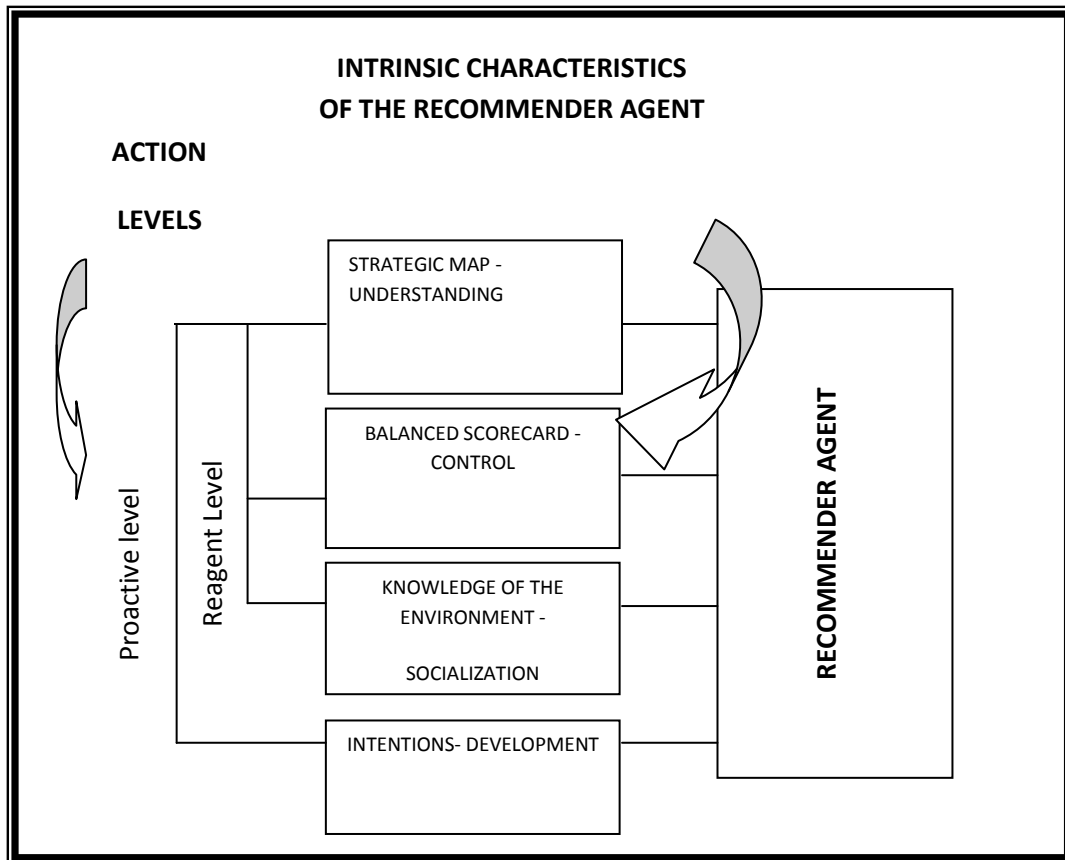 INTRINSIC CHARACTERISTICS
OF THE RECOMMENDER AGENT
ACTION
LEVELS
STRATEGIC MAP -
UNDERSTANDING
BALANCED SCORECARD -
CONTROL
KNOWLEDGE OF THE
ENVIRONMENT -
SOCIALIZATION
INTENTIONS- DEVELOPMENT
Proactive level
Reagent Level
RECOMMENDER AGENT